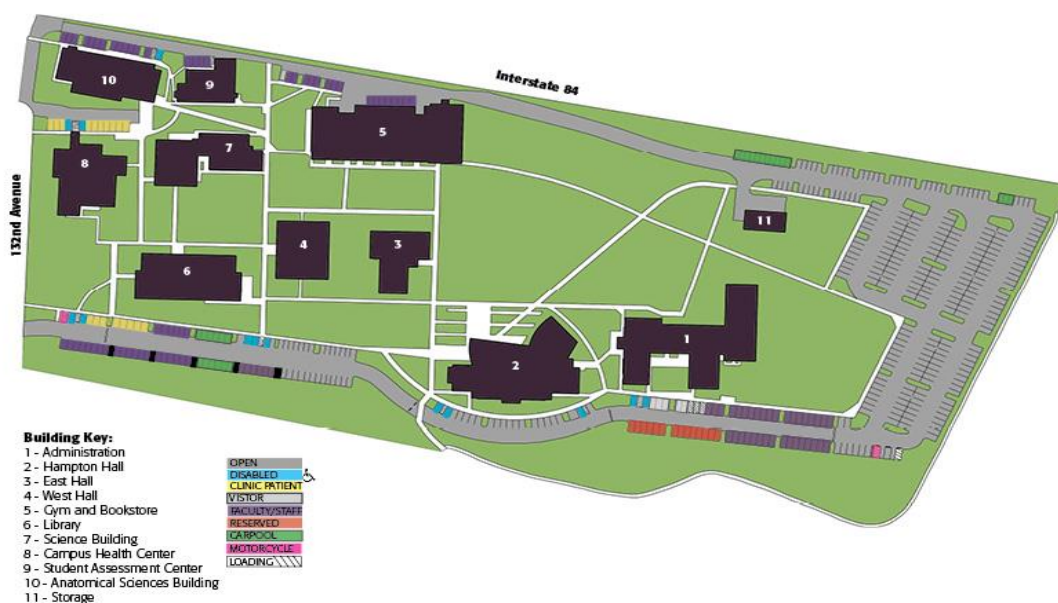 Interstate 84
132nd Avenue
10
9
5
7
8
11
4
3
6
1
2
Building Key:
1 - Administration
2 - Hampton Hall
3 - East Hall
4 - West Hall
5 - Gym and Bookstore
6 - Library
7 - Science Building
8 - Campus Health Center
9 - Student Assessment Center
10 - Anatomical Sciences Building
11 - Storage
OPEN
DISABLED
CLINIC PATIENT
VISTOR
FACULTY/STAFF
RESERVED
CARPOOL
MOTORCYCLE
LOADING